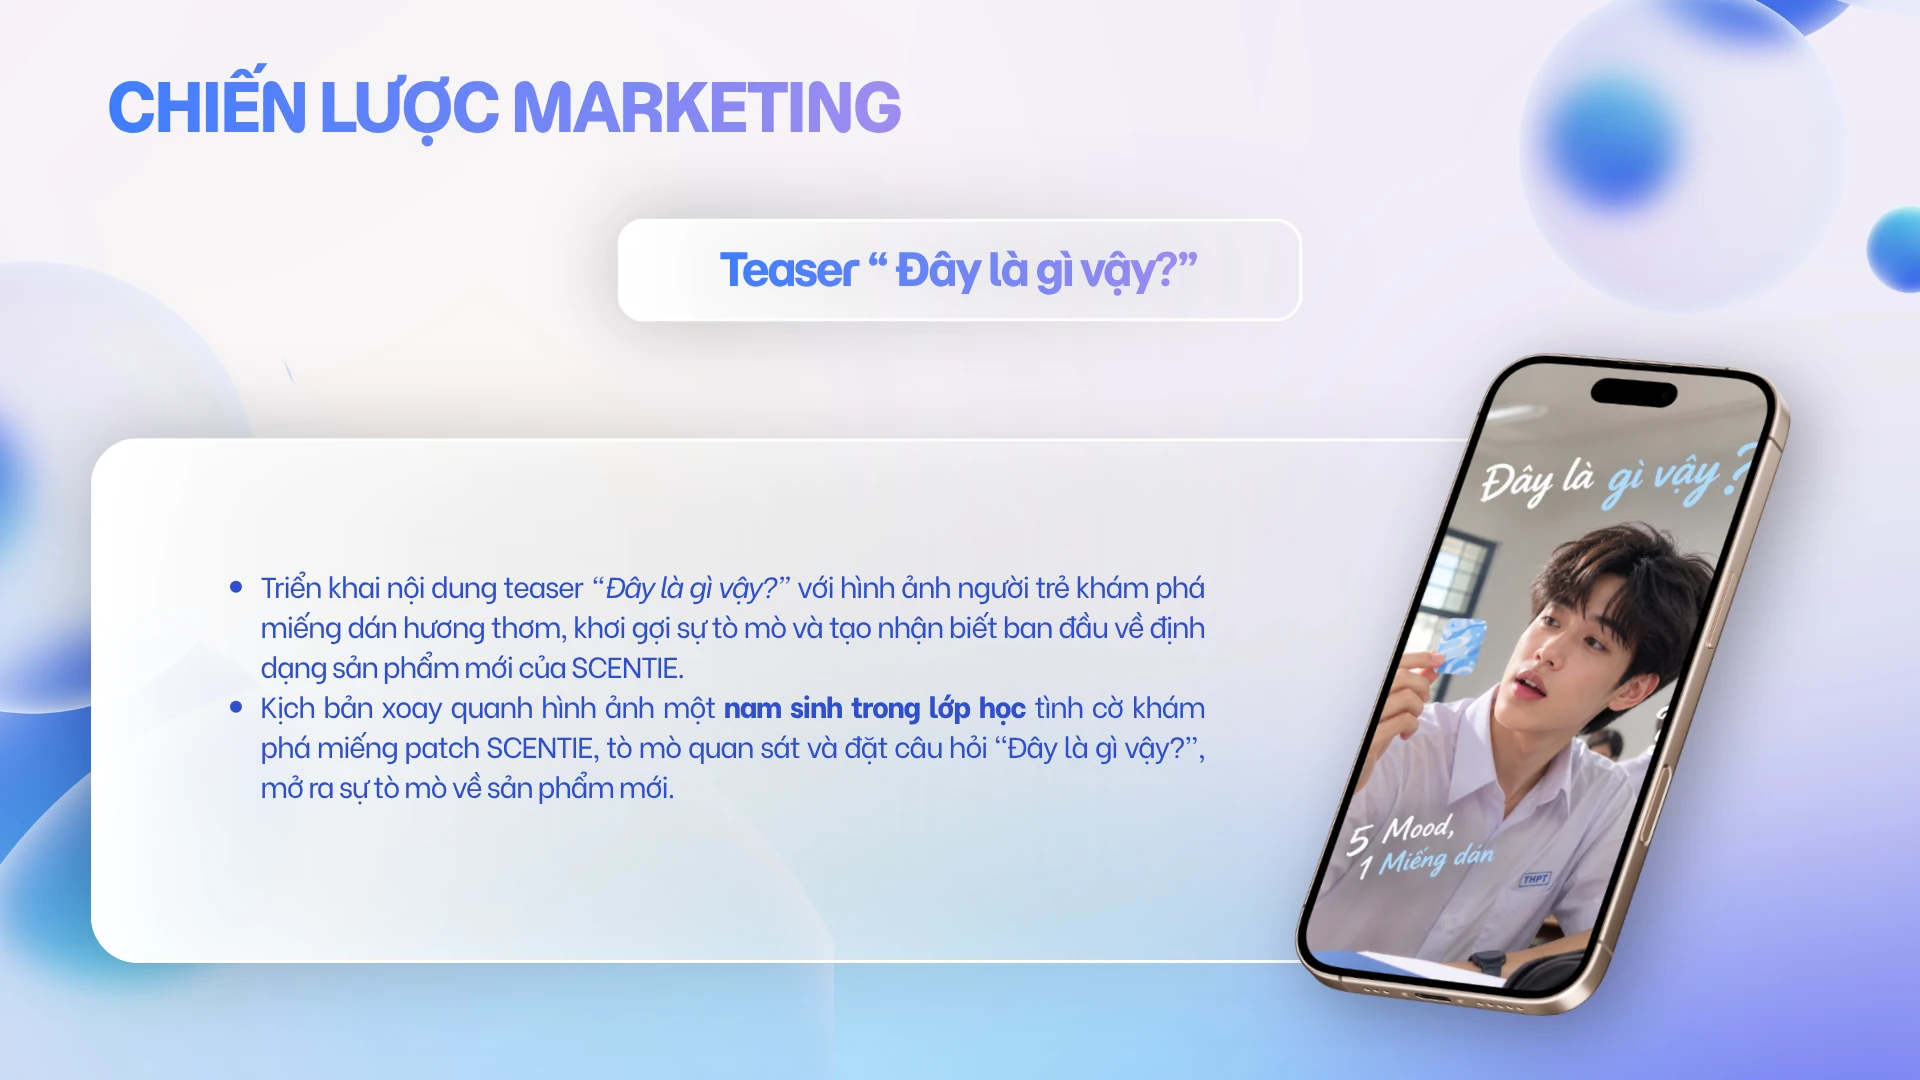 CHIẾN LƯỢC MARKETING
Teaser “ Đây là gì vậy?”
• Triển khai nội dung teaser “Đây là gì vậy?” với hình ảnh người trẻ khám phá
miếng dán hương thơm, khơi gợi sự tò mò và tạo nhận biết ban đầu về định
dạng sản phẩm mới của SCENTIE.
• Kịch bản xoay quanh hình ảnh một nam sinh trong lớp học tình cờ khám
phá miếng patch SCENTIE, tò mò quan sát và đặt câu hỏi “Đây là gì vậy?”,
mở ra sự tò mò về sản phẩm mới.
Đây là gì vậy?
?
5 Mood,
1 Miếng dán
THPT